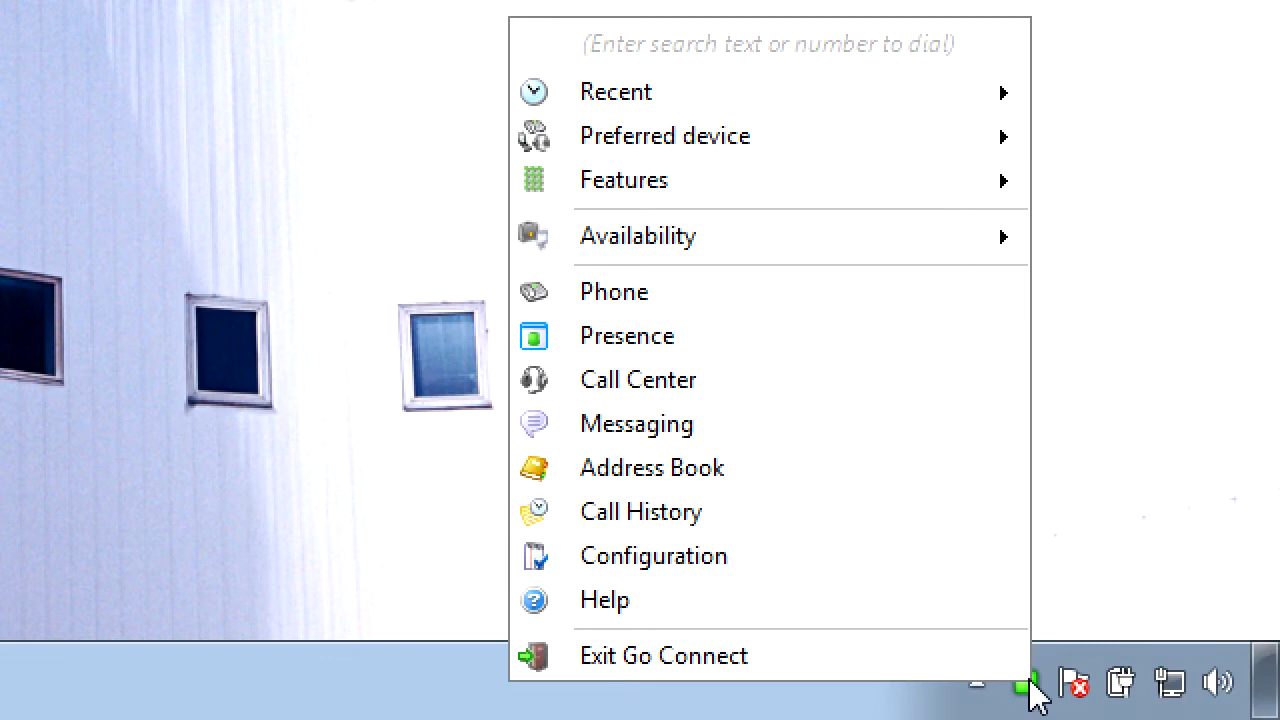 (Enter search text or number to dial)
Recent
Preferred device
Features
Availability
Phone
Presence
Call Center
Messaging
Address Book
Call History
Configuration
Help
Exit Go Connect